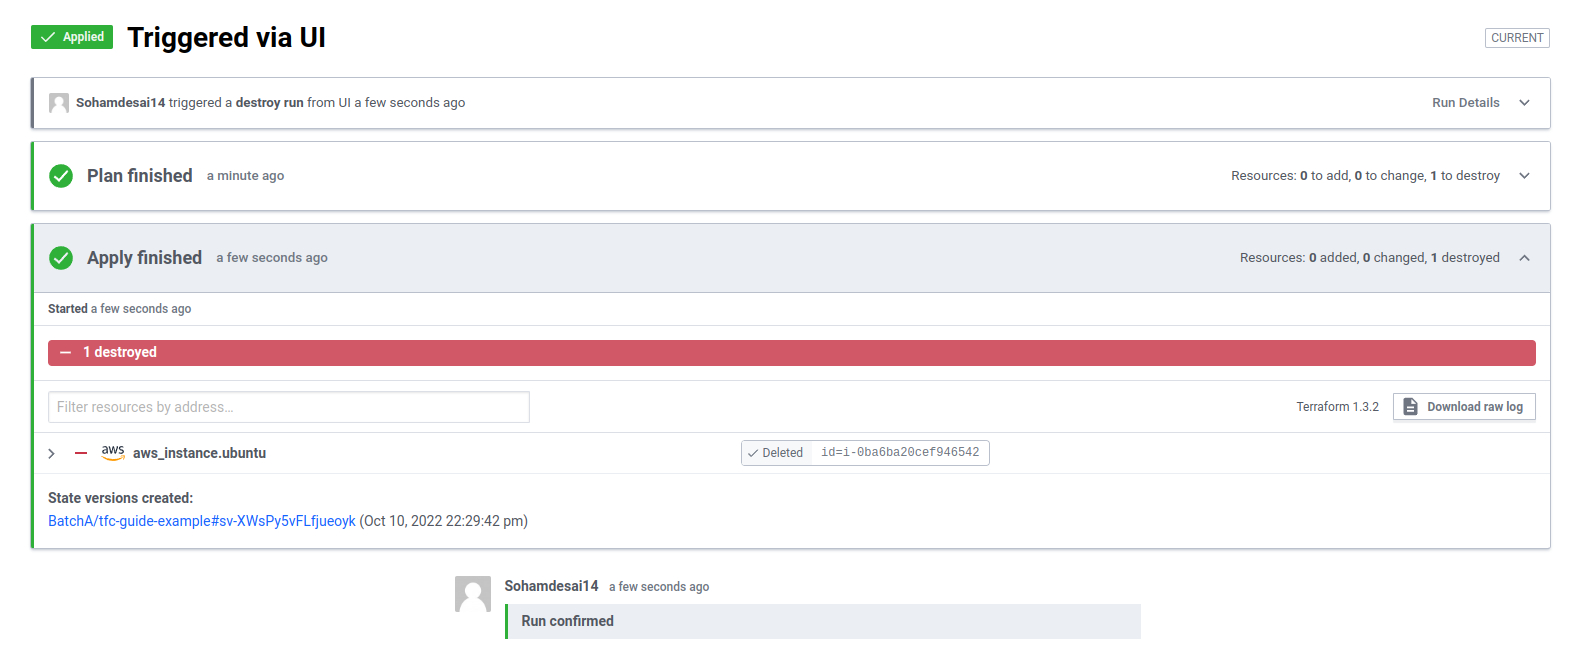 Applied Triggered via UI CURRENT
Sohamdesai14 triggered a destroy run from UI a few seconds ago Run Details
Plan finished a minute ago Resources: 0 to add, 0 to change, 1 to destroy
Apply finished a few seconds ago Resources: 0 added, 0 changed, 1 destroyed
Started a few seconds ago
1 destroyed
Filter resources by address... Terraform 1.3.2 Download raw log
aws aws_instance.ubuntu Deleted id=i-0ba6ba20cef946542
State versions created:
BatchA/tfc-guide-example#sv-XWsPy5vFLfjueoyk (Oct 10, 2022 22:29:42 pm)
Sohamdesai14 a few seconds ago
Run confirmed